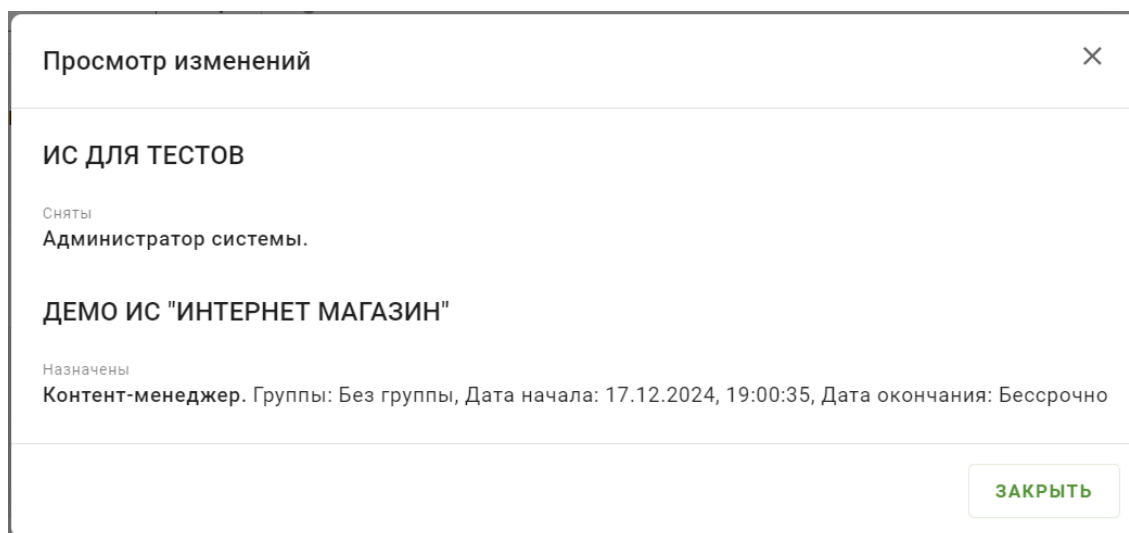 Просмотр изменений
ИС ДЛЯ ТЕСТОВ
Сняты
Администратор системы.
ДЕМО ИС "ИНТЕРНЕТ МАГАЗИН"
Назначены
Контент-менеджер. Группы: Без группы, Дата начала: 17.12.2024, 19:00:35, Дата окончания: Бессрочно
ЗАКРЫТЬ